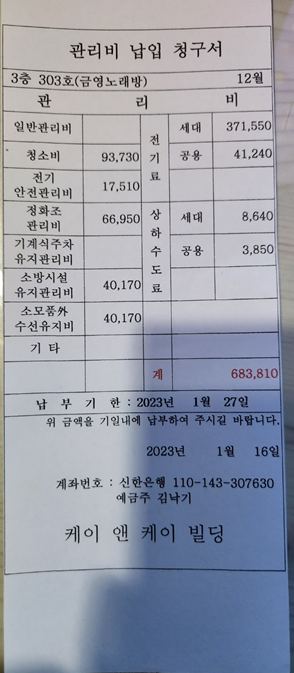 관리비 납입 청구서
3층 303호(금영노래방) 12월
관 리 비
일반관리비 전기료 세대 371,550
청소비 93,730 공용 41,240
전기
안전관리비 17,510
정화조
관리비 66,950 상하수도료 세대 8,640
기계식주차
유지관리비 공용 3,850
소방시설
유지관리비 40,170
소모품外
수선유지비 40,170
기 타
계 683,810
납 부 기 한 : 2023년 1월 27일
위 금액을 기일내에 납부하여 주시길 바랍니다.
2023년 1월 16일
계좌번호 : 신한은행 110-143-307630
예금주 김낙기
케이 앤 케이 빌딩